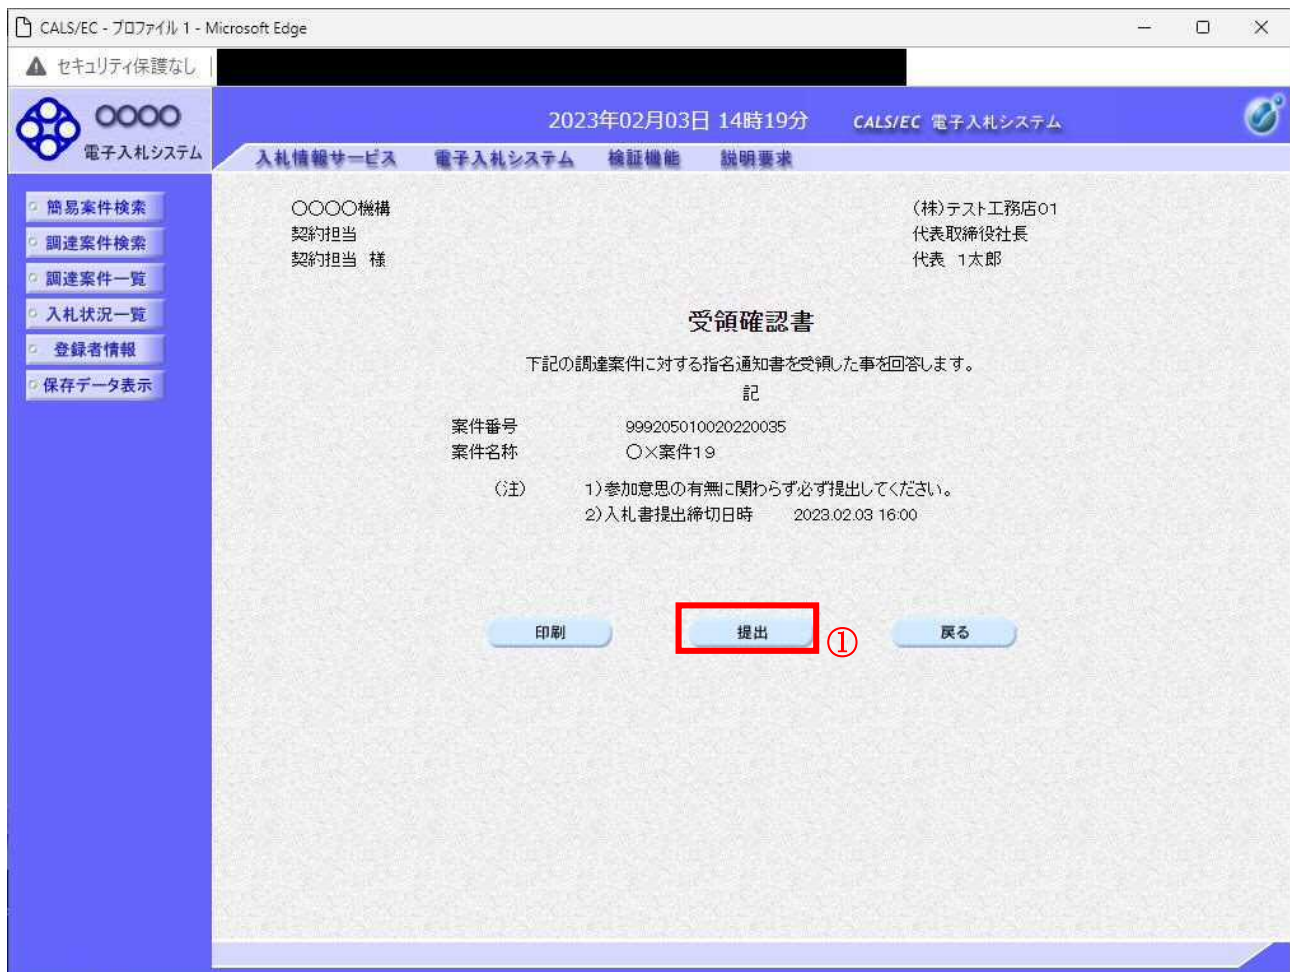 CALS/EC - プロファイル 1 - Microsoft Edge
セキュリティ保護なし
〇〇〇〇
電子入札システム
2023年02月03日 14時19分
CALS/EC 電子入札システム
入札情報サービス 電子入札システム 検証機能 説明要求
簡易案件検索
調達案件検索
調達案件一覧
入札状況一覧
登録者情報
保存データ表示
〇〇〇〇機構
契約担当
契約担当 様
(株)テスト工務店01
代表取締役社長
代表 1太郎
受領確認書
下記の調達案件に対する指名通知書を受領した事を回答します。
記
案件番号 999205010020220035
案件名称 〇×案件19
(注) 1)参加意思の有無に関わらず必ず提出してください。
2)入札書提出締切日時 2023.02.03 16:00
印刷 提出 ① 戻る